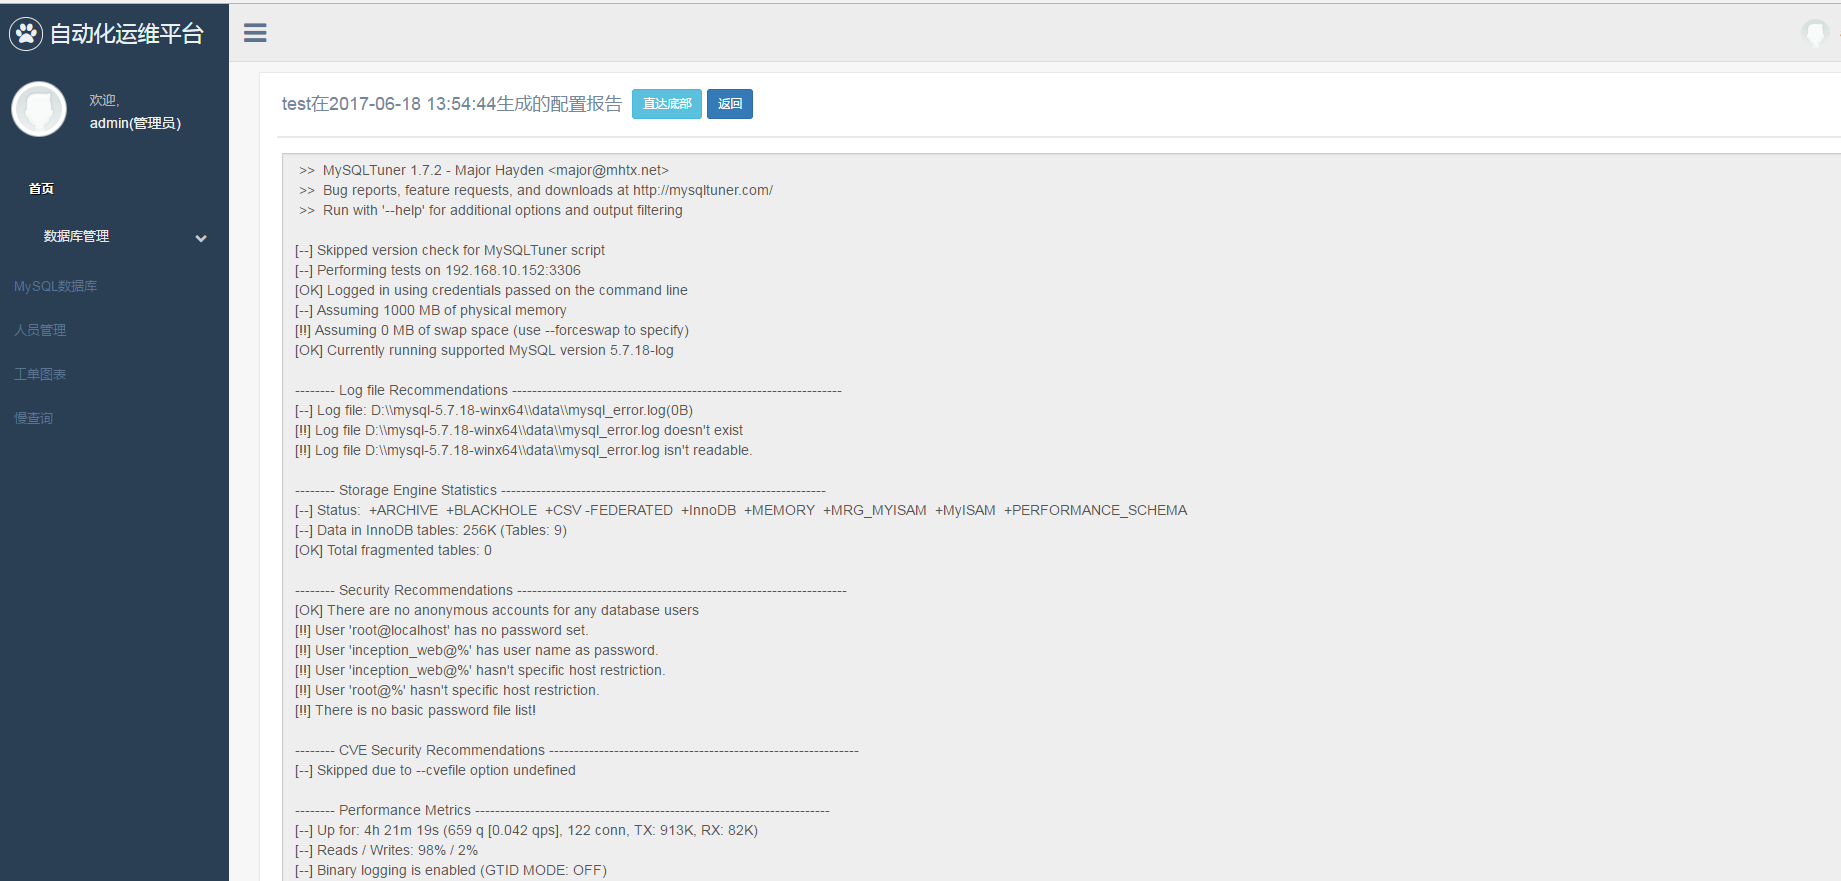 自动化运维平台
欢迎,
admin(管理员)
首页
数据库管理
MySQL数据库
人员管理
工单图表
慢查询
test在2017-06-18 13:54:44生成的配置报告 直达底部 返回
>> MySQLTuner 1.7.2 - Major Hayden <major@mhtx.net>
>> Bug reports, feature requests, and downloads at http://mysqltuner.com/
>> Run with '--help' for additional options and output filtering
[--] Skipped version check for MySQLTuner script
[--] Performing tests on 192.168.10.152:3306
[OK] Logged in using credentials passed on the command line
[--] Assuming 1000 MB of physical memory
[!!] Assuming 0 MB of swap space (use --forceswap to specify)
[OK] Currently running supported MySQL version 5.7.18-log
-------- Log file Recommendations ------------------------------------------------------------------
[--] Log file: D:\\mysql-5.7.18-winx64\\data\\mysql_error.log(0B)
[!!] Log file D:\\mysql-5.7.18-winx64\\data\\mysql_error.log doesn't exist
[!!] Log file D:\\mysql-5.7.18-winx64\\data\\mysql_error.log isn't readable.
-------- Storage Engine Statistics -----------------------------------------------------------------
[--] Status: +ARCHIVE +BLACKHOLE +CSV -FEDERATED +InnoDB +MEMORY +MRG_MYISAM +MyISAM +PERFORMANCE_SCHEMA
[--] Data in InnoDB tables: 256K (Tables: 9)
[OK] Total fragmented tables: 0
-------- Security Recommendations ------------------------------------------------------------------
[OK] There are no anonymous accounts for any database users
[!!] User 'root@localhost' has no password set.
[!!] User 'inception_web@%' has user name as password.
[!!] User 'inception_web@%' hasn't specific host restriction.
[!!] User 'root@%' hasn't specific host restriction.
[!!] There is no basic password file list!
-------- CVE Security Recommendations --------------------------------------------------------------
[--] Skipped due to --cvefile option undefined
-------- Performance Metrics -----------------------------------------------------------------------
[--] Up for: 4h 21m 19s (659 q [0.042 qps], 122 conn, TX: 913K, RX: 82K)
[--] Reads / Writes: 98% / 2%
[--] Binary logging is enabled (GTID MODE: OFF)